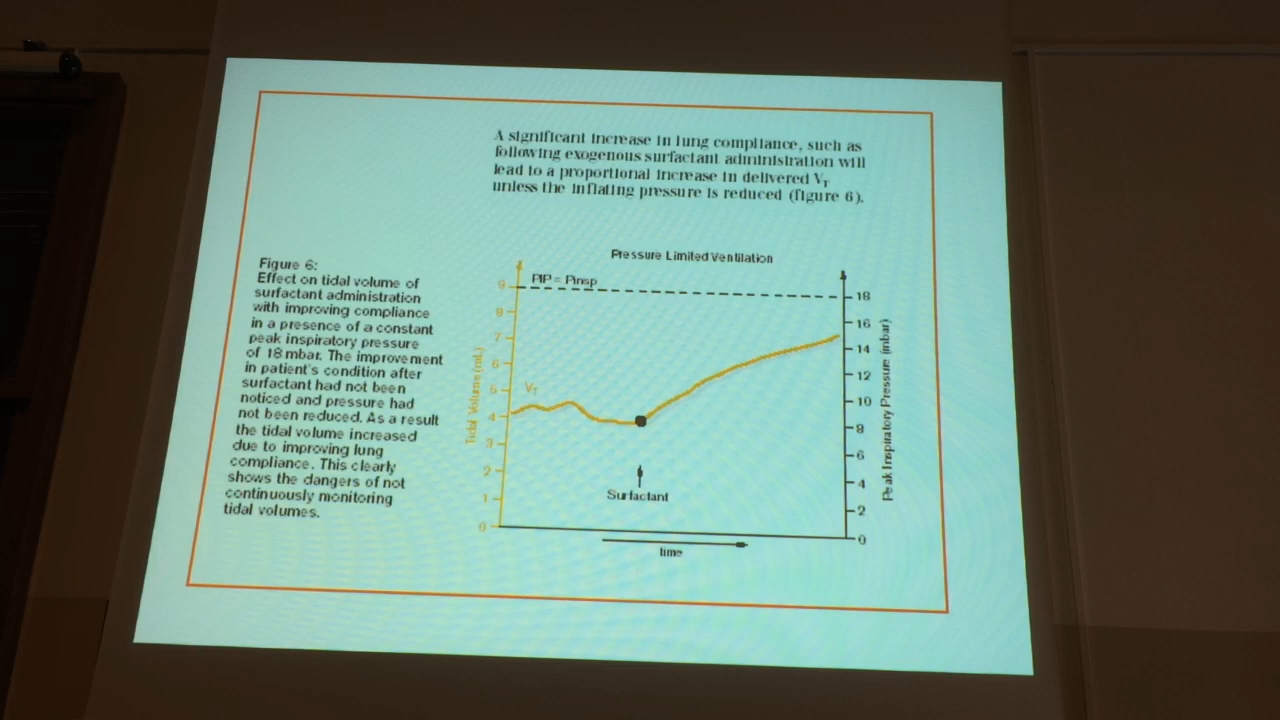 A significant increase in lung compliance, such as
following exogenous surfactant administration will
lead to a proportional increase in delivered VT
unless the inflating pressure is reduced (figure 6).
Figure 6:
Effect on tidal volume of
surfactant administration
with improving compliance
in a presence of a constant
peak inspiratory pressure
of 18 mbar. The improvement
in patient's condition after
surfactant had not been
noticed and pressure had
not been reduced. As a result
the tidal volume increased
due to improving lung
compliance. This clearly
shows the dangers of not
continuously monitoring
tidal volumes.
Pressure Limited Ventilation
PIP = Pinsp
Tidal Volume (mL)
9
8
7
6
5
4
3
2
1
0
VT
Surfactant
time
18
16
14
12
10
8
6
4
2
0
Peak Inspiratory Pressure (mbar)